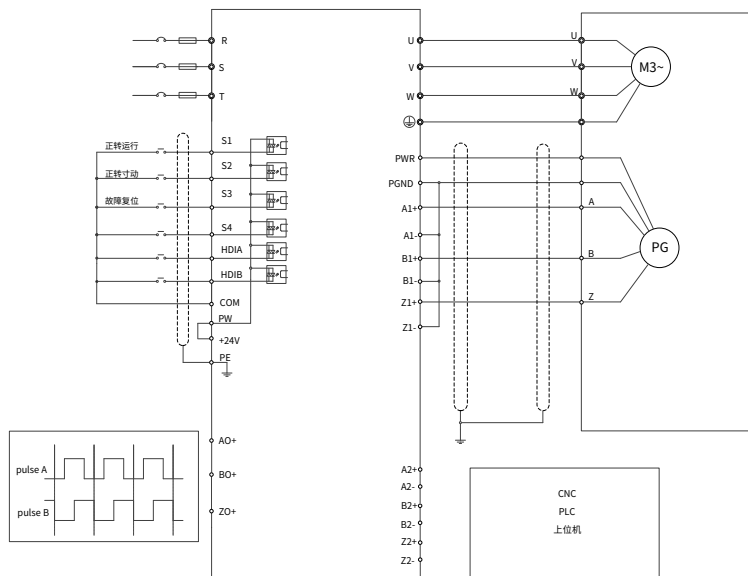 R
S
T
正转运行
正转寸动
故障复位
S1
S2
S3
S4
HDIA
HDIB
COM
PW
+24V
PE
AO+
BO+
ZO+
pulse A
pulse B
U
V
W
PWR
PGND
A1+
A1-
B1+
B1-
Z1+
Z1-
A2+
A2-
B2+
B2-
Z2+
Z2-
U
V
W
M3~
A
B
Z
PG
CNC
PLC
上位机